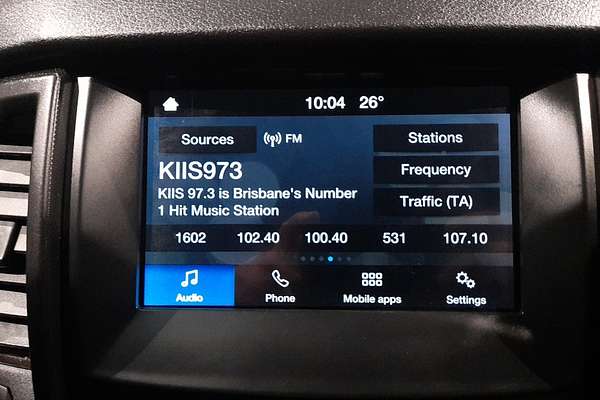 10:04 26°
Sources
FM
Stations
KIIS973
Frequency
KIIS 97.3 is Brisbane's Number
1 Hit Music Station
Traffic (TA)
1602 102.40 100.40 531 107.10
Audio
Phone
Mobile apps
Settings